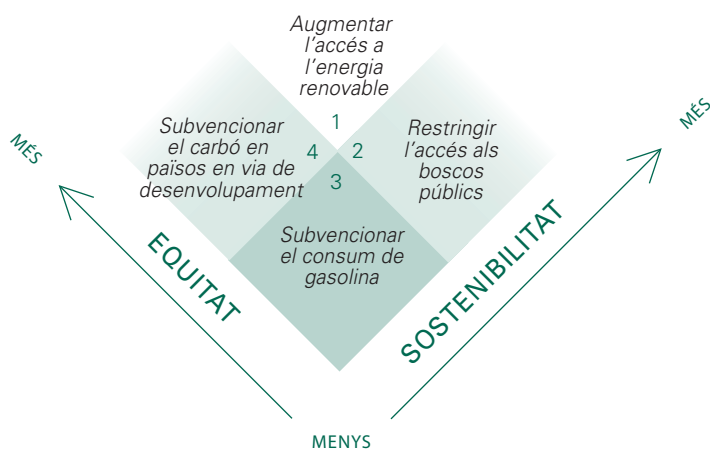 Augmentar
l'accés a
l'energia
renovable
1
Subvencionar
el carbó en
països en via de
desenvolupament
4
2
Restringir
l'accés als
boscos
públics
3
Subvencionar
el consum de
gasolina
MÉS
MÉS
EQUITAT
SOSTENIBILITAT
MENYS